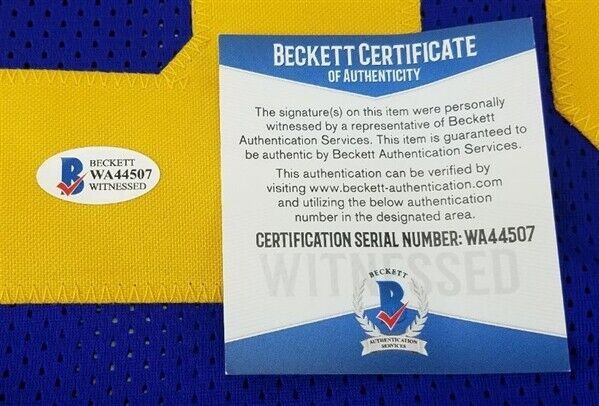 BECKETT CERTIFICATE
OF AUTHENTICITY
The signature(s) on this item were personally
witnessed by a representative of Beckett
Authentication Services. This item is guaranteed to
be authentic by Beckett Authentication Services.
This authentication can be verified by
visiting www.beckett-authentication.com
and utilizing the below authentication
number in the designated area.
CERTIFICATION SERIAL NUMBER: WA44507
WITNESSED
BECKETT
B
AUTHENTICATION
SERVICES
B
BECKETT
WA44507
WITNESSED